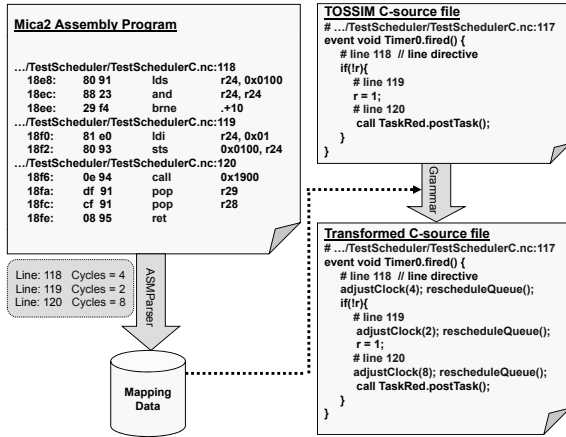 Mica2 Assembly Program
…/TestScheduler/TestSchedulerC.nc:118
18e8: 80 91 lds r24, 0x0100
18ec: 88 23 and r24, r24
18ee: 29 f4 brne .+10
…/TestScheduler/TestSchedulerC.nc:119
18f0: 81 e0 ldi r24, 0x01
18f2: 80 93 sts 0x0100, r24
…/TestScheduler/TestSchedulerC.nc:120
18f6: 0e 94 call 0x1900
18fa: df 91 pop r29
18fc: cf 91 pop r28
18fe: 08 95 ret
Line: 118 Cycles = 4
Line: 119 Cycles = 2
Line: 120 Cycles = 8
ASMParser
Mapping
Data
TOSSIM C-source file
# …/TestScheduler/TestSchedulerC.nc:117
event void Timer0.fired() {
# line 118 // line directive
if(!r){
# line 119
r = 1;
# line 120
call TaskRed.postTask();
}
}
Grammar
Transformed C-source file
# …/TestScheduler/TestSchedulerC.nc:117
event void Timer0.fired() {
# line 118 // line directive
adjustClock(4); rescheduleQueue();
if(!r){
# line 119
adjustClock(2); rescheduleQueue();
r = 1;
# line 120
adjustClock(8); rescheduleQueue();
call TaskRed.postTask();
}
}